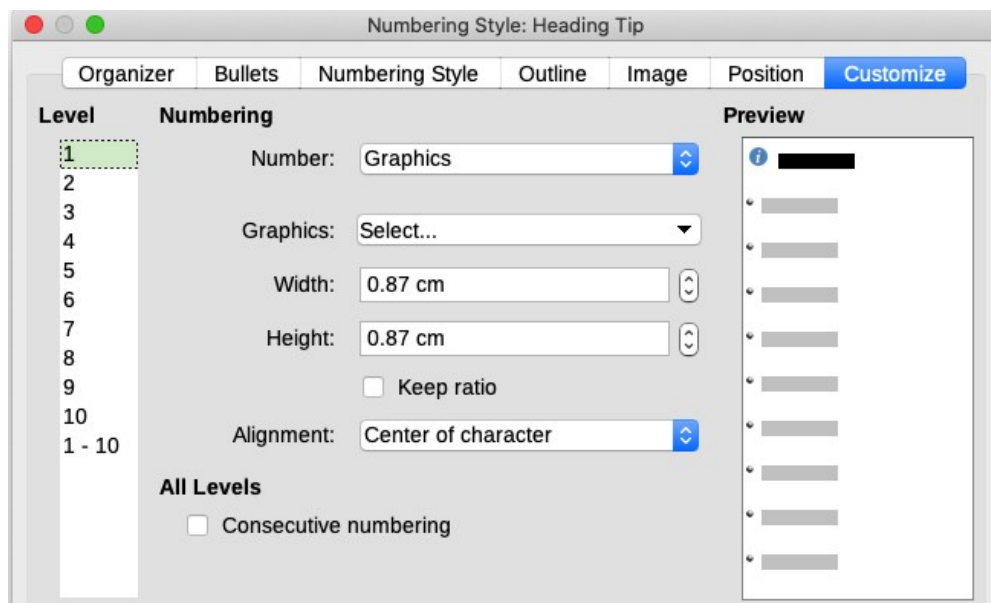 Numbering Style: Heading Tip
Organizer Bullets Numbering Style Outline Image Position Customize
Level
1
2
3
4
5
6
7
8
9
10
1 - 10
Numbering
Number: Graphics
Graphics: Select...
Width: 0.87 cm
Height: 0.87 cm
Keep ratio
Alignment: Center of character
All Levels
Consecutive numbering
Preview
i